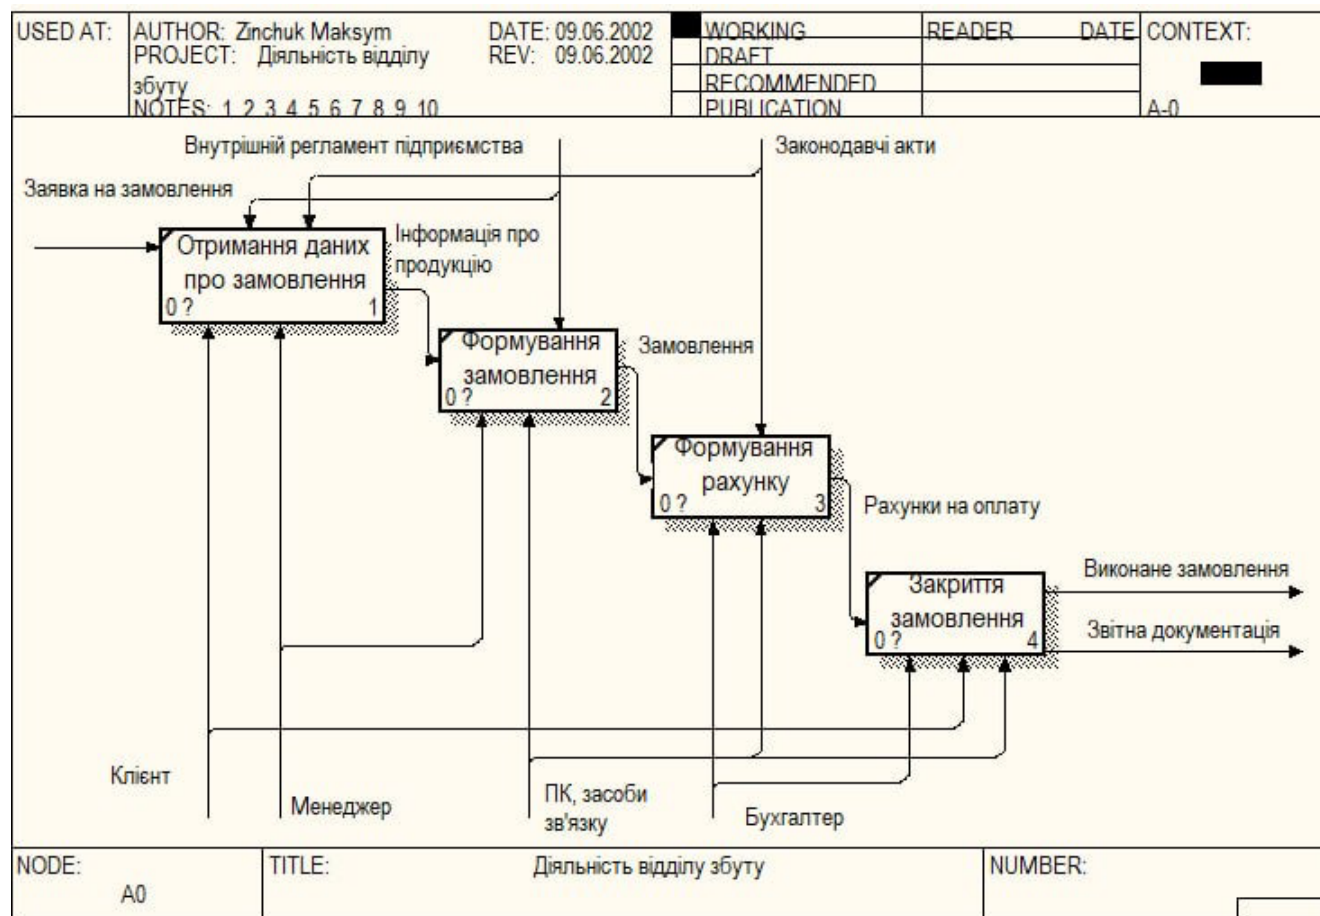 USED AT:
AUTHOR: Zinchuk Maksym
DATE: 09.06.2002
PROJECT: Діяльність відділу
REV: 09.06.2002
збуту
NOTES: 1 2 3 4 5 6 7 8 9 10
WORKING
DRAFT
RECOMMENDED
PUBLICATION
READER
DATE
CONTEXT:
A-0
Внутрішній регламент підприємства
Законодавчі акти
Заявка на замовлення
Отримання даних
про замовлення
0 ?
1
Інформація про
продукцію
Формування
замовлення
0 ?
2
Замовлення
Формування
рахунку
0 ?
3
Рахунки на оплату
Закриття
замовлення
0 ?
4
Виконане замовлення
Звітна документація
Клієнт
Менеджер
ПК, засоби
зв'язку
Бухгалтер
NODE:
A0
TITLE:
Діяльність відділу збуту
NUMBER: